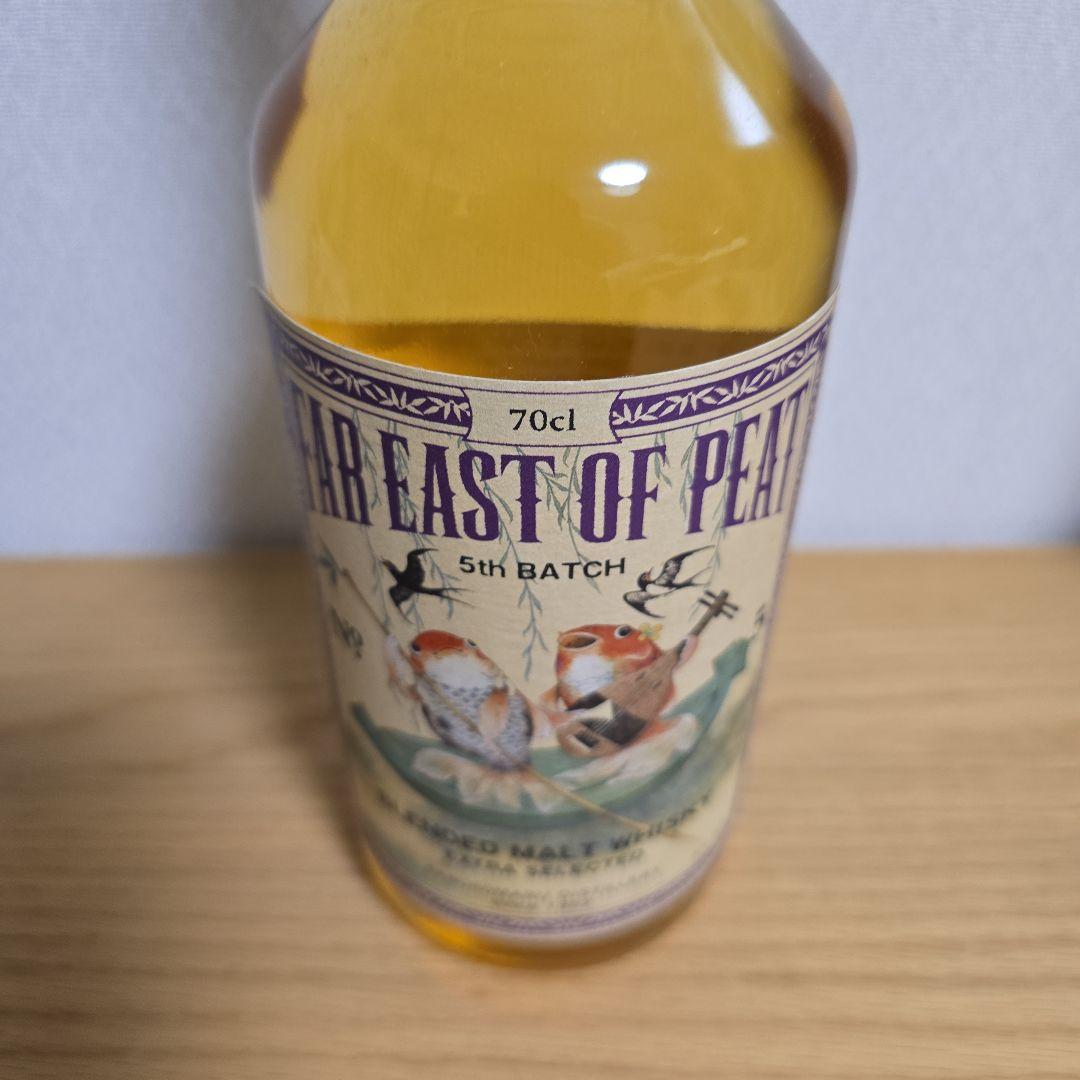 70cl
FAR EAST OF PEAT
5th BATCH
BLENDED MALT WHISKY
EXTRA SELECTED